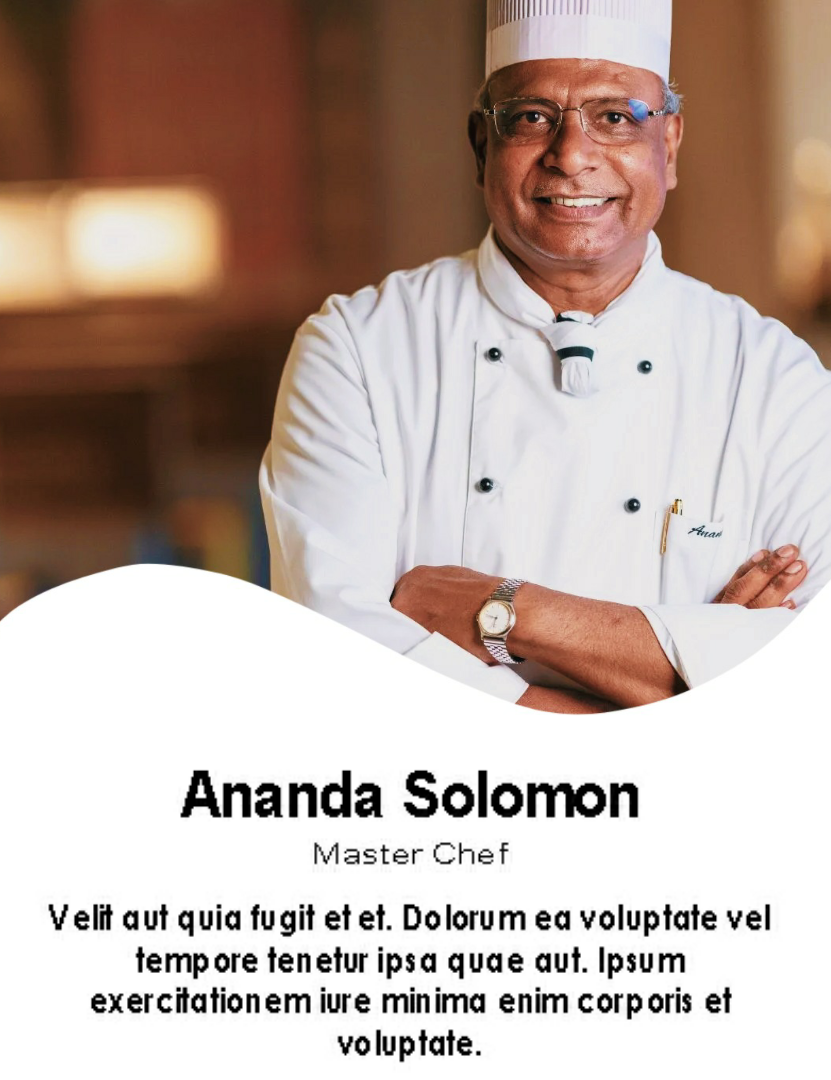 Anan
Ananda Solomon
Master Chef
Velit aut quia fugit et et. Dolorum ea voluptate vel
tempore tenetur ipsa quae aut. Ipsum
exercitationem iure minima enim corporis et
voluptate.